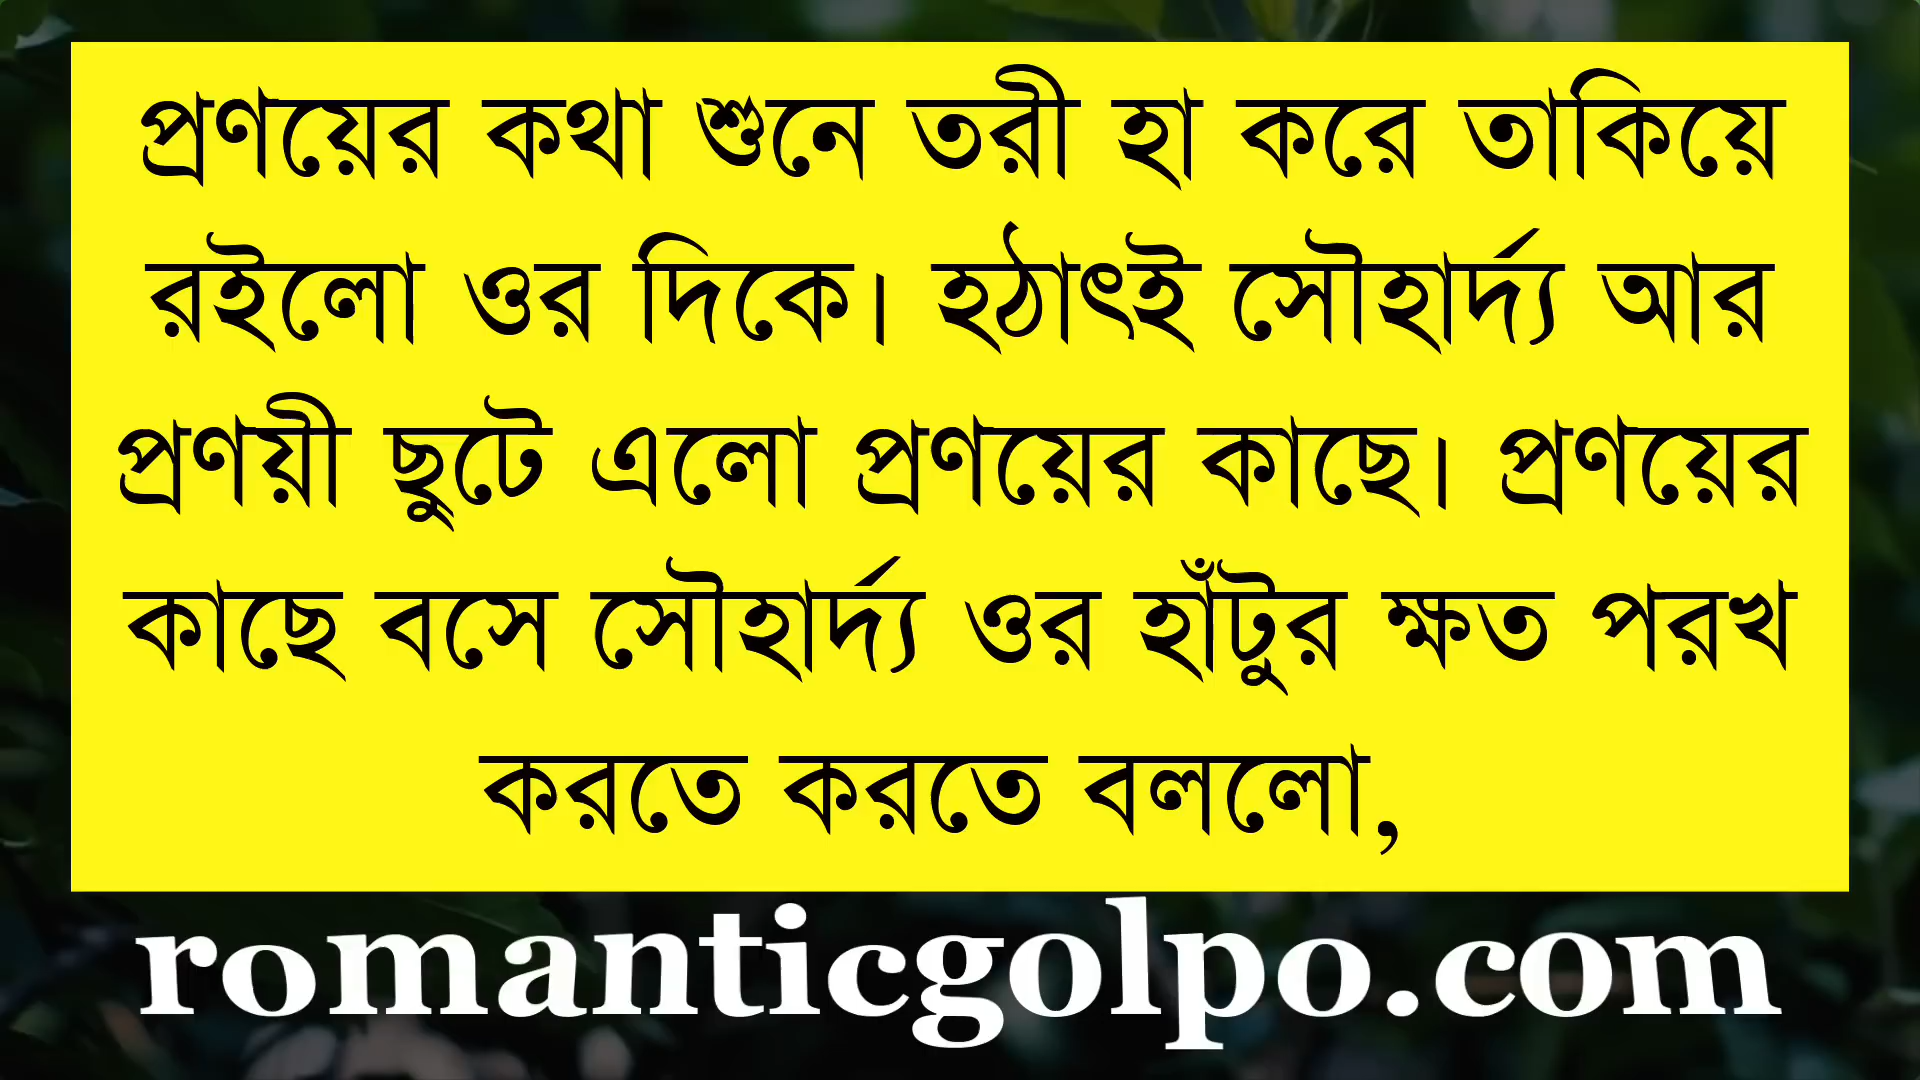 প্রণয়ের কথা শুনে তরী হা করে তাকিয়ে
রইলো ওর দিকে। হঠাৎই সৌহার্দ্য আর
প্রণয়ী ছুটে এলো প্রণয়ের কাছে। প্রণয়ের
কাছে বসে সৌহার্দ্য ওর হাঁটুর ক্ষত পরখ
করতে করতে বললো,
romanticgolpo.com